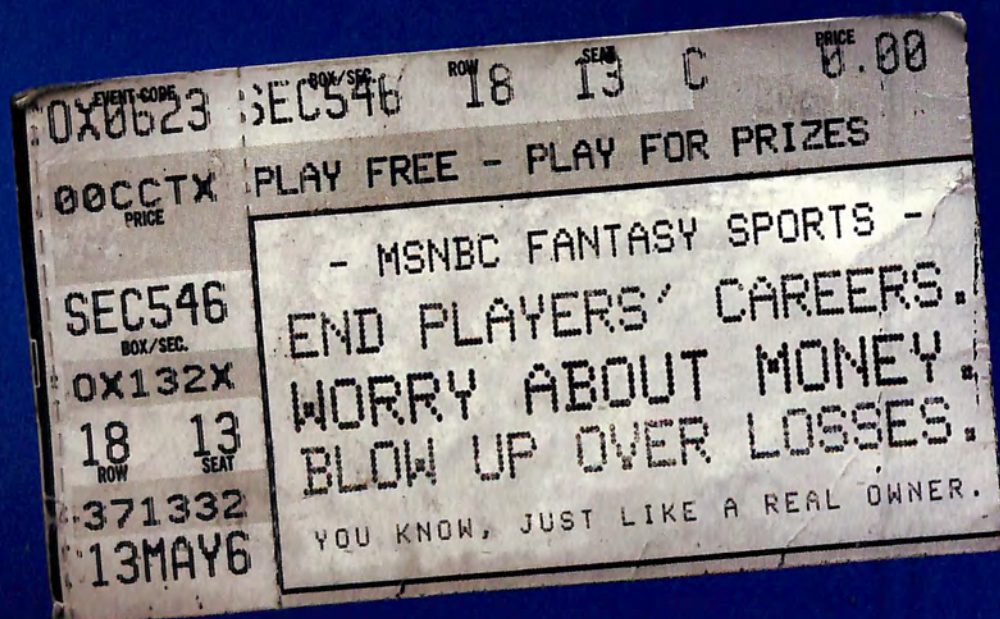 EVENT CODE BOX/SEC. ROW SEAT PRICE
:0X0623 SEC546 18 13 C 0.00
00CCTX PLAY FREE - PLAY FOR PRIZES
PRICE
- MSNBC FANTASY SPORTS -
END PLAYERS' CAREERS.
WORRY ABOUT MONEY.
BLOW UP OVER LOSSES.
YOU KNOW, JUST LIKE A REAL OWNER.
SEC546
BOX/SEC.
0X132X
18 13
ROW SEAT
371332
13MAY6